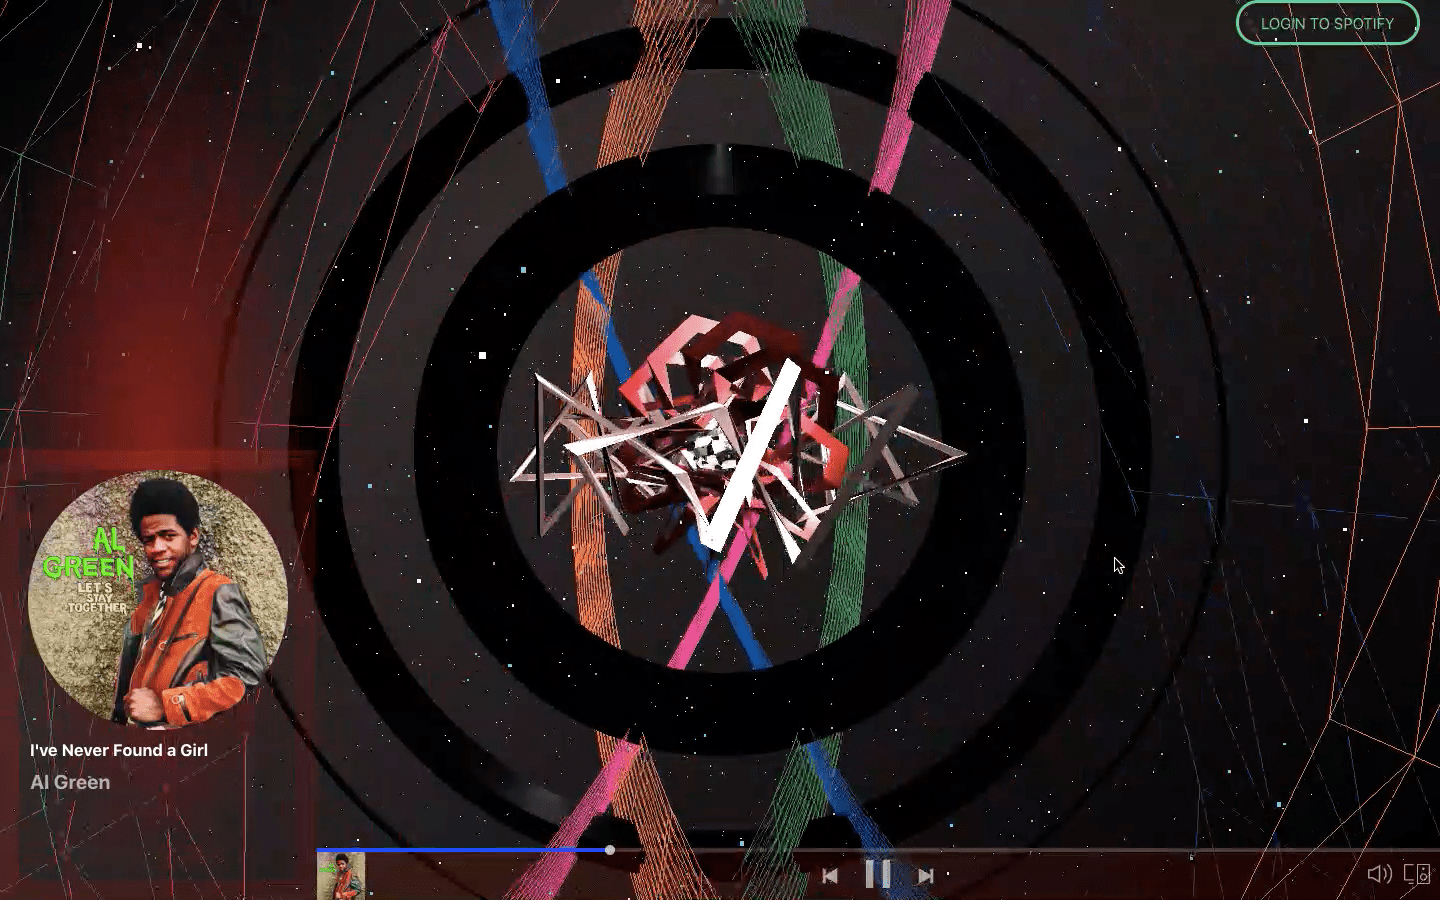 LOGIN TO SPOTIFY
AL
GREEN
LET'S
STAY
TOGETHER
I've Never Found a Girl
Al Green